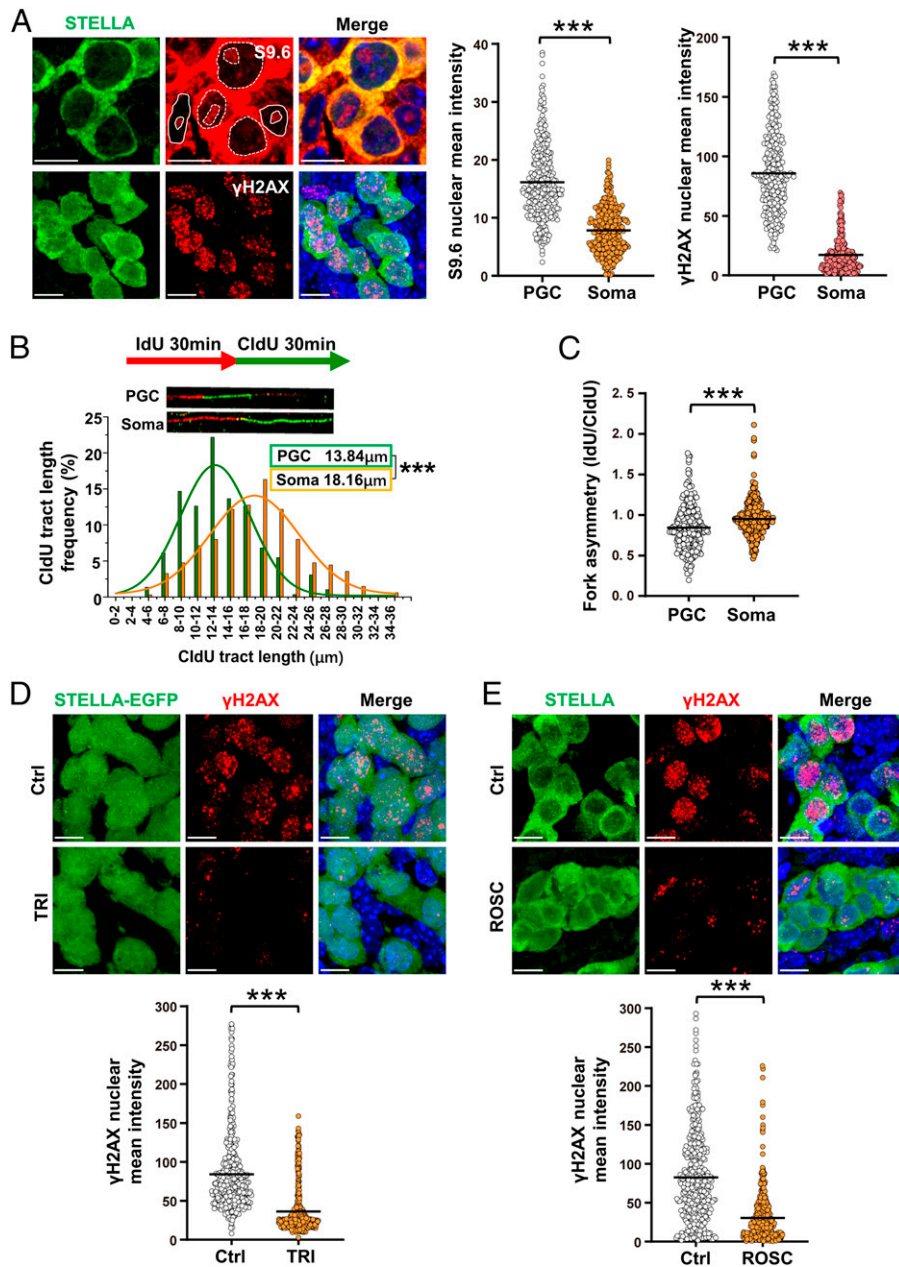 A
STELLA
Merge
S9.6
γH2AX
S9.6 nuclear mean intensity
40
30
20
10
0
***
PGC Soma
γH2AX nuclear mean intensity
200
150
100
50
0
***
PGC Soma
B
IdU 30min CldU 30min
PGC
Soma
CldU tract length
frequency (%)
25
20
15
10
5
0
PGC 13.84μm
Soma 18.16μm
***
0-2 2-4 4-6 6-8 8-10 10-12 12-14 14-16 16-18 18-20 20-22 22-24 24-26 26-28 28-30 30-32 32-34 34-36
CldU tract length (μm)
C
Fork asymmetry (IdU/CldU)
2.5
2.0
1.5
1.0
0.5
0.0
***
PGC Soma
D
STELLA-EGFP γH2AX Merge
Ctrl
TRI
γH2AX nuclear
mean intensity
300
250
200
150
100
50
0
***
Ctrl TRI
E
STELLA γH2AX Merge
Ctrl
ROSC
γH2AX nuclear
mean intensity
300
250
200
150
100
50
0
***
Ctrl ROSC